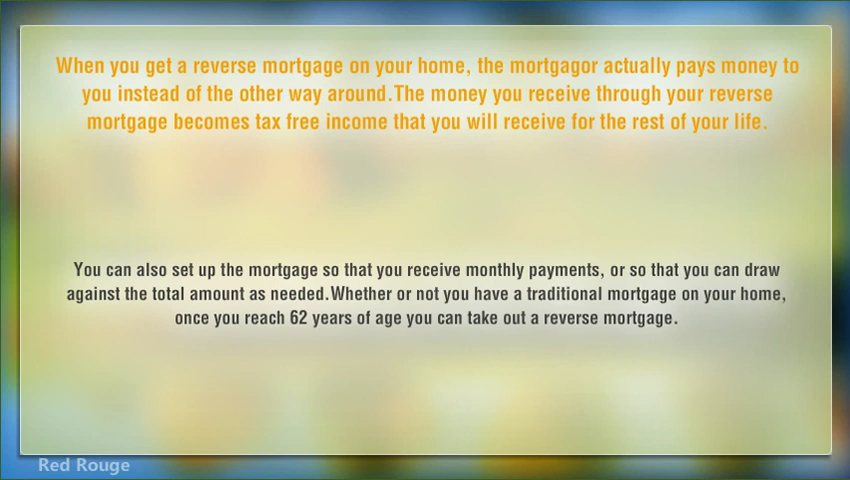 When you get a reverse mortgage on your home, the mortgagor actually pays money to
you instead of the other way around.The money you receive through your reverse
mortgage becomes tax free income that you will receive for the rest of your life.
You can also set up the mortgage so that you receive monthly payments, or so that you can draw
against the total amount as needed.Whether or not you have a traditional mortgage on your home,
once you reach 62 years of age you can take out a reverse mortgage.
Red Rouge